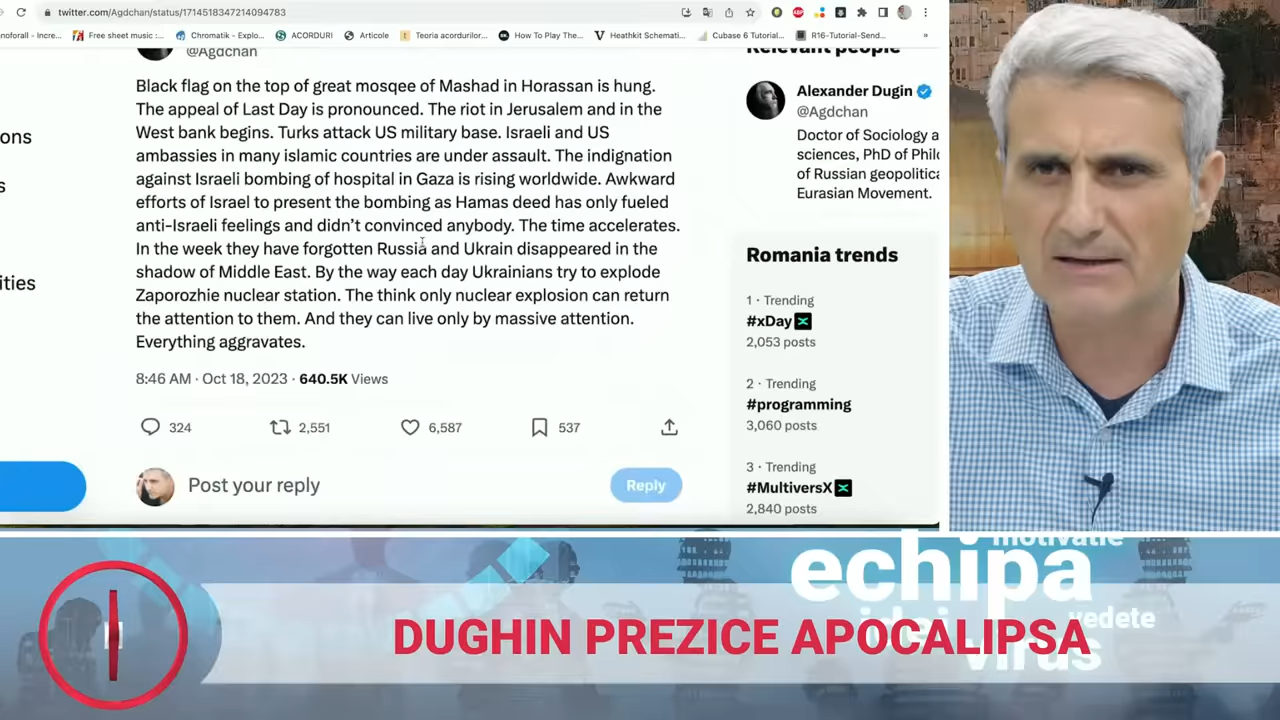 twitter.com/Agdchan/status/1714518347214094783
noforall - Incre...
Free sheet music :...
Chromatik - Explo...
ACORDURI
Articole
Teoria acordurilor...
How To Play The...
Heathkit Schemati...
Cubase 6 Tutorial...
R16-Tutorial-Send...
»
@Agdchan
Black flag on the top of great mosqee of Mashad in Horassan is hung.
The appeal of Last Day is pronounced. The riot in Jerusalem and in the
West bank begins. Turks attack US military base. Israeli and US
ambassies in many islamic countries are under assault. The indignation
against Israeli bombing of hospital in Gaza is rising worldwide. Awkward
efforts of Israel to present the bombing as Hamas deed has only fueled
anti-Israeli feelings and didn't convinced anybody. The time accelerates.
In the week they have forgotten Russia and Ukrain disappeared in the
shadow of Middle East. By the way each day Ukrainians try to explode
Zaporozhie nuclear station. The think only nuclear explosion can return
the attention to them. And they can live only by massive attention.
Everything aggravates.
8:46 AM · Oct 18, 2023 · 640.5K Views
324
2,551
6,587
537
Post your reply
Reply
ons
s
ities
Relevant people
Alexander Dugin
@Agdchan
Doctor of Sociology a
sciences, PhD of Phil
of Russian geopolitica
Eurasian Movement.
Romania trends
1 · Trending
#xDay
2,053 posts
2 · Trending
#programming
3,060 posts
3 · Trending
#MultiversX
2,840 posts
motivatie
echipa
idei
vedete
virus
DUGHIN PREZICE APOCALIPSA